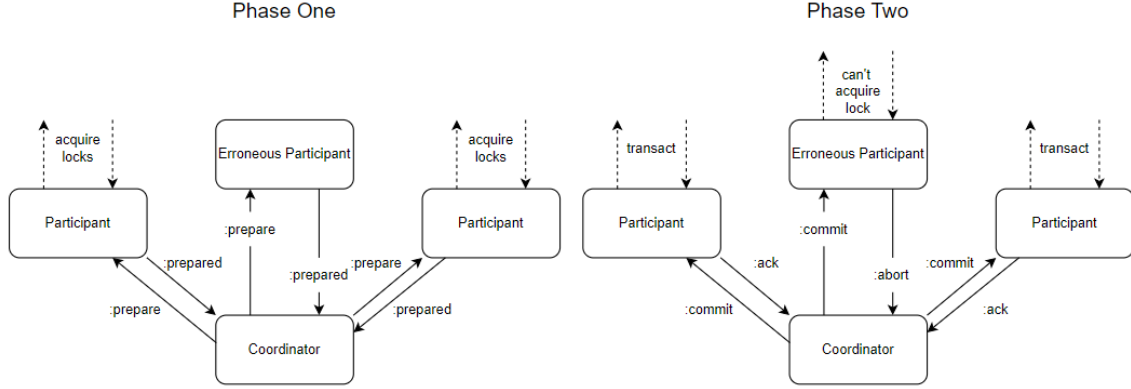 Phase One
Phase Two
acquire
locks
Erroneous Participant
acquire
locks
Participant
Participant
:prepare
:prepared
:prepared
:prepare
:prepare
:prepared
Coordinator
can't
acquire
lock
transact
Erroneous Participant
transact
Participant
Participant
:commit
:ack
:abort
:commit
:commit
:ack
Coordinator